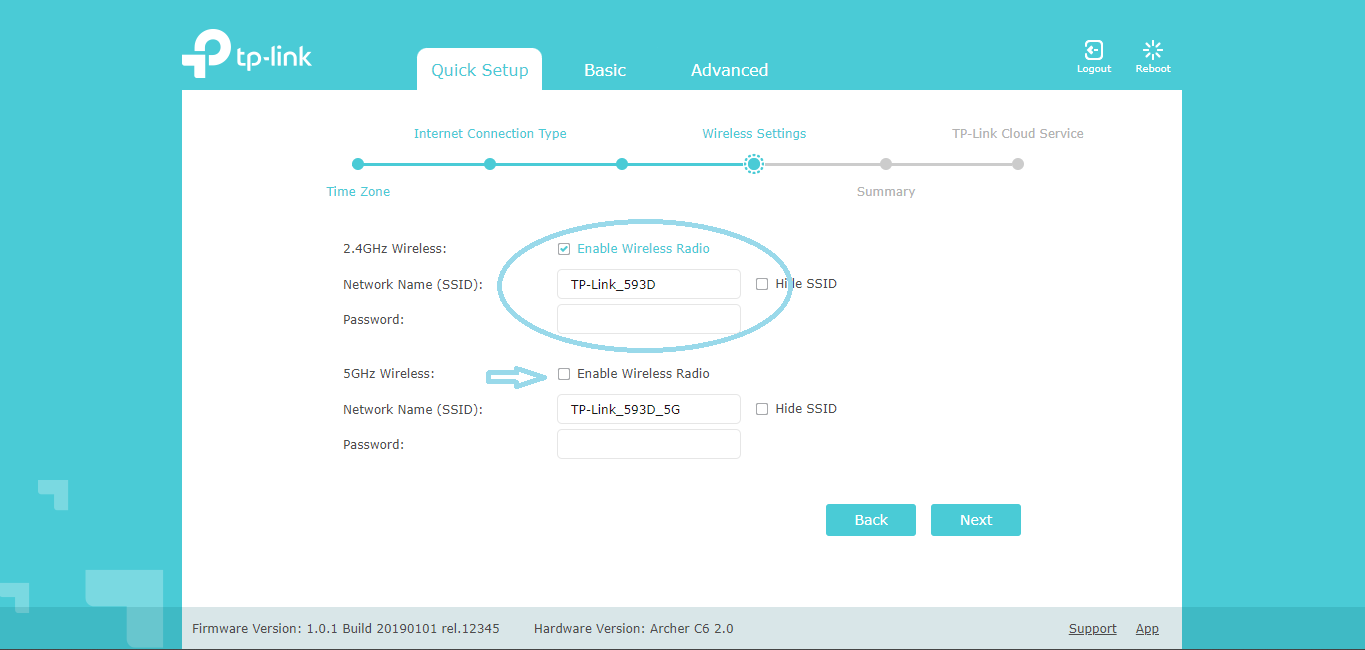 tp-link
Quick Setup
Basic
Advanced
Logout
Reboot
Internet Connection Type
Wireless Settings
TP-Link Cloud Service
Time Zone
Summary
2.4GHz Wireless:
Enable Wireless Radio
Network Name (SSID):
TP-Link_593D
Hide SSID
Password:
5GHz Wireless:
Enable Wireless Radio
Network Name (SSID):
TP-Link_593D_5G
Hide SSID
Password:
Back
Next
Firmware Version: 1.0.1 Build 20190101 rel.12345
Hardware Version: Archer C6 2.0
Support
App